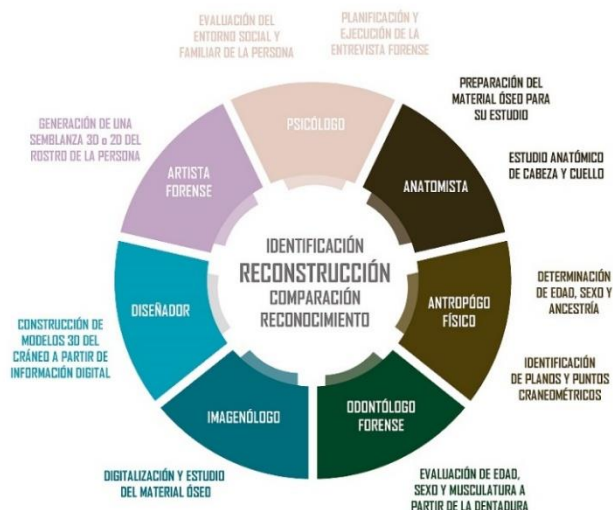 EVALUACIÓN DEL
ENTORNO SOCIAL Y
FAMILIAR DE LA PERSONA
PLANIFICACIÓN Y
EJECUCIÓN DE LA
ENTREVISTA FORENSE
PSICÓLOGO
PREPARACIÓN DEL
MATERIAL ÓSEO PARA
SU ESTUDIO
ESTUDIO ANATÓMICO
DE CABEZA Y CUELLO
ANATOMISTA
DETERMINACIÓN
DE EDAD, SEXO Y
ANCESTRÍA
IDENTIFICACIÓN
DE PLANOS Y PUNTOS
CRANEOMÉTRICOS
ANTROPÓGO
FÍSICO
ODONTÓLOGO
FORENSE
EVALUACIÓN DE EDAD,
SEXO Y MUSCULATURA A
PARTIR DE LA DENTADURA
IMAGENÓLOGO
DIGITALIZACIÓN Y ESTUDIO
DEL MATERIAL ÓSEO
DISEÑADOR
CONSTRUCCIÓN DE
MODELOS 3D DEL
CRÁNEO A PARTIR DE
INFORMACIÓN DIGITAL
ARTISTA
FORENSE
GENERACIÓN DE UNA
SEMBLANZA 3D o 2D DEL
ROSTRO DE LA PERSONA
IDENTIFICACIÓN
RECONSTRUCCIÓN
COMPARACIÓN
RECONOCIMIENTO